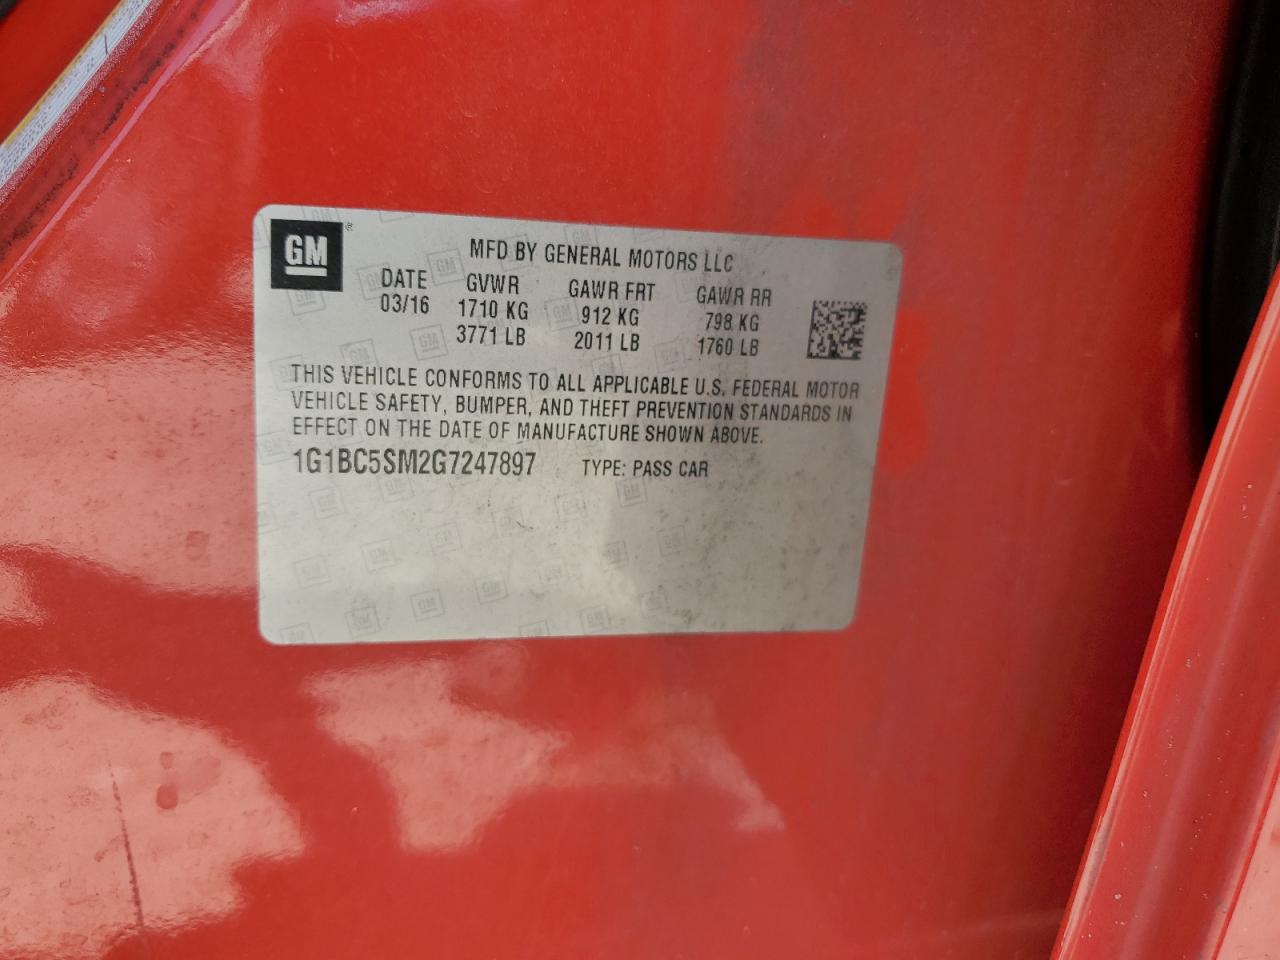 GM
MFD BY GENERAL MOTORS LLC
DATE GVWR GAWR FRT GAWR RR
03/16 1710 KG 912 KG 798 KG
3771 LB 2011 LB 1760 LB
THIS VEHICLE CONFORMS TO ALL APPLICABLE U.S. FEDERAL MOTOR
VEHICLE SAFETY, BUMPER, AND THEFT PREVENTION STANDARDS IN
EFFECT ON THE DATE OF MANUFACTURE SHOWN ABOVE.
1G1BC5SM2G7247897 TYPE: PASS CAR